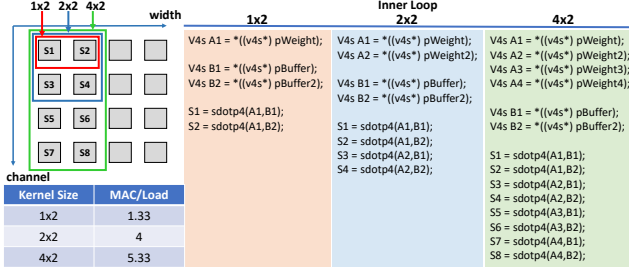 1x2 2x2 4x2
width
S1 S2
S3 S4
S5 S6
S7 S8
channel
Kernel Size MAC/Load
1x2 1.33
2x2 4
4x2 5.33
Inner Loop
1x2
V4s A1 = *((v4s*) pWeight);
V4s B1 = *((v4s*) pBuffer);
V4s B2 = *((v4s*) pBuffer2);
S1 = sdotp4(A1,B1);
S2 = sdotp4(A1,B2);
2x2
V4s A1 = *((v4s*) pWeight);
V4s A2 = *((v4s*) pWeight2);
V4s B1 = *((v4s*) pBuffer);
V4s B2 = *((v4s*) pBuffer2);
S1 = sdotp4(A1,B1);
S2 = sdotp4(A1,B2);
S3 = sdotp4(A2,B1);
S4 = sdotp4(A2,B2);
4x2
V4s A1 = *((v4s*) pWeight);
V4s A2 = *((v4s*) pWeight2);
V4s A3 = *((v4s*) pWeight3);
V4s A4 = *((v4s*) pWeight4);
V4s B1 = *((v4s*) pBuffer);
V4s B2 = *((v4s*) pBuffer2);
S1 = sdotp4(A1,B1);
S2 = sdotp4(A1,B2);
S3 = sdotp4(A2,B1);
S4 = sdotp4(A2,B2);
S5 = sdotp4(A3,B1);
S6 = sdotp4(A3,B2);
S7 = sdotp4(A4,B1);
S8 = sdotp4(A4,B2);